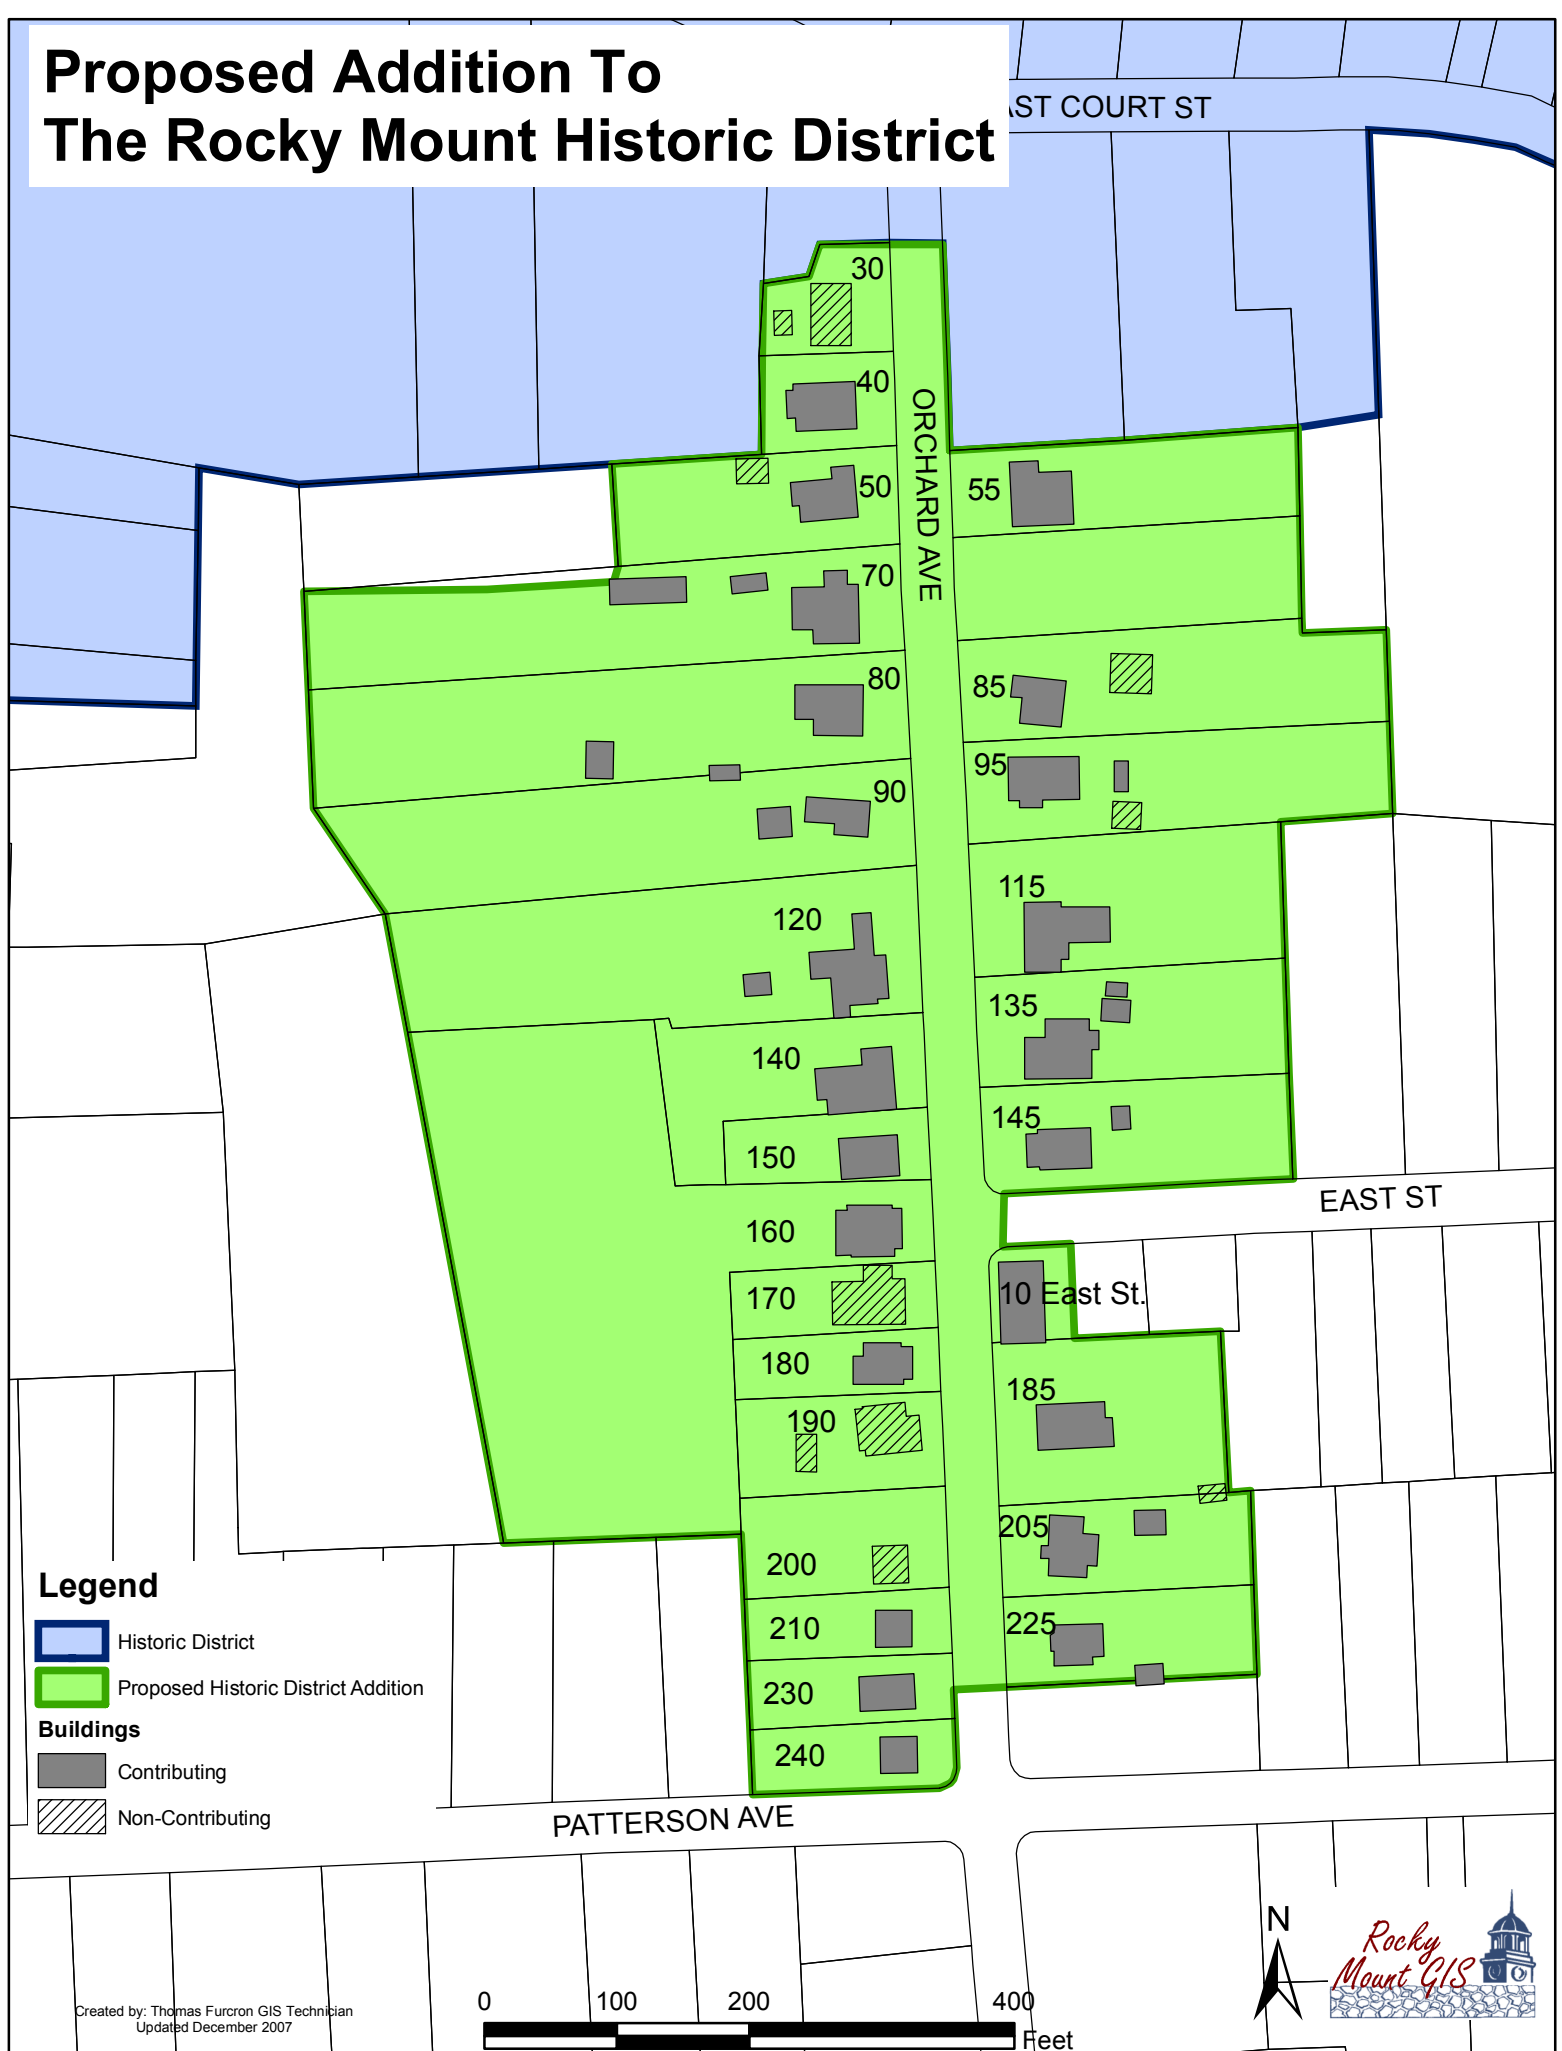 Proposed Addition To
The Rocky Mount Historic District
AST COURT ST
30
40
ORCHARD AVE
50
55
70
80
85
90
95
115
120
135
140
145
150
EAST ST
160
10 East St.
170
180
185
190
205
200
210
225
230
240
Legend
Historic District
Proposed Historic District Addition
Buildings
Contributing
Non-Contributing
PATTERSON AVE
N
Rocky
Mount GIS
Created by: Thomas Furcron GIS Technician
Updated December 2007
0 100 200 400
Feet